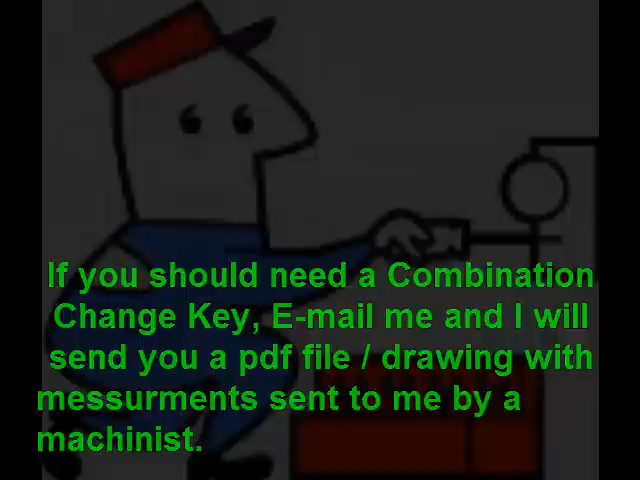 If you should need a Combination
Change Key, E-mail me and I will
send you a pdf file / drawing with
messurments sent to me by a
machinist.